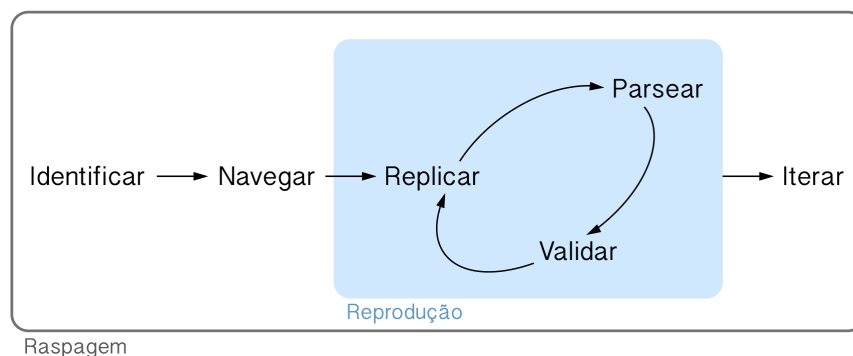 Parsear
Identificar
Navegar
Replicar
Iterar
Validar
Reprodução
Raspagem